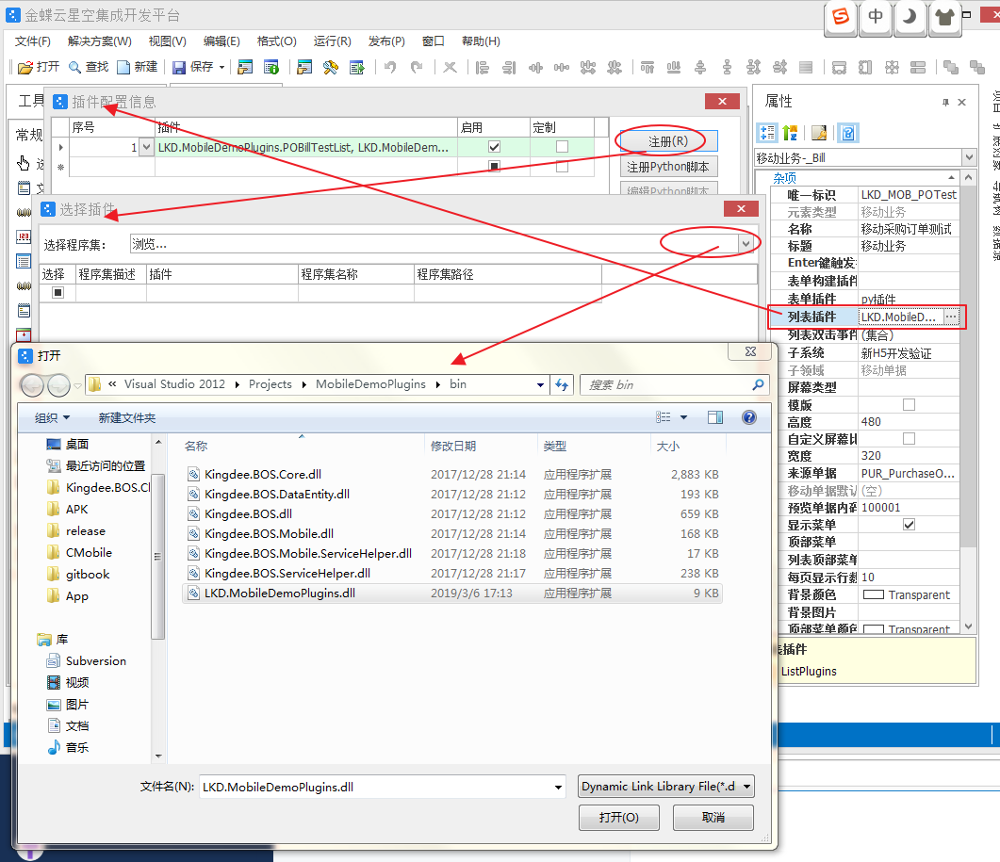 金蝶云星空集成开发平台
中
文件(F) 解决方案(W) 视图(V) 编辑(E) 格式(O) 运行(R) 发布(P) 窗口 帮助(H)
打开 查找 新建 保存
工具
常规
插件配置信息
序号 插件 启用 定制
1 LKD.MobileDemoPlugins.POBillTestList, LKD.MobileDem...
注册(R)
注册Python脚本
编辑Python脚本
选择插件
选择程序集: 浏览...
选择 程序集描述 插件 程序集名称 程序集路径
属性
移动业务-_Bill
杂项
唯一标识 LKD_MOB_POTest
元素类型 移动业务
名称 移动采购订单测试
标题 移动业务
Enter键触发
表单构建插件
表单插件 py插件
列表插件 LKD.MobileD...
列表双击事件 (集合)
子系统 新H5开发验证
子领域 移动单据
屏幕类型
模版
高度 480
自定义屏幕比
宽度 320
来源单据 PUR_PurchaseO...
移动单据默认 (空)
预览单据内码 100001
显示菜单
顶部菜单
列表顶部菜单
每页显示行数 10
背景颜色 Transparent
背景图片
顶部菜单颜色 Transparent
表插件
ListPlugins
打开
« Visual Studio 2012 Projects MobileDemoPlugins bin
搜索 bin
组织 新建文件夹
桌面
最近访问的位置
Kingdee.BOS.Cl
APK
release
CMobile
gitbook
App
库
Subversion
视频
图片
文档
音乐
名称 修改日期 类型 大小
Kingdee.BOS.Core.dll 2017/12/28 21:14 应用程序扩展 2,883 KB
Kingdee.BOS.DataEntity.dll 2017/12/28 21:12 应用程序扩展 193 KB
Kingdee.BOS.dll 2017/12/28 21:12 应用程序扩展 659 KB
Kingdee.BOS.Mobile.dll 2017/12/28 21:14 应用程序扩展 168 KB
Kingdee.BOS.Mobile.ServiceHelper.dll 2017/12/28 21:18 应用程序扩展 17 KB
Kingdee.BOS.ServiceHelper.dll 2017/12/28 21:17 应用程序扩展 238 KB
LKD.MobileDemoPlugins.dll 2019/3/6 17:13 应用程序扩展 9 KB
文件名(N): LKD.MobileDemoPlugins.dll
Dynamic Link Library File(*.d
打开(O) 取消